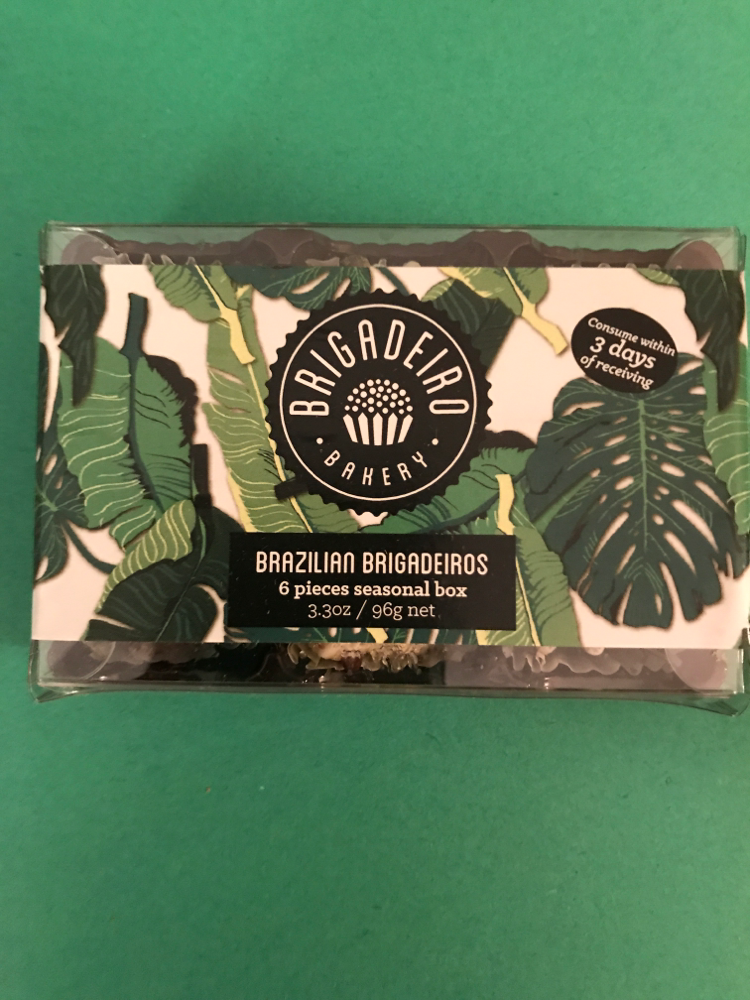 BRIGADEIRO
BAKERY
Consume within
3 days
of receiving
BRAZILIAN BRIGADEIROS
6 pieces seasonal box
3.3oz / 96g net